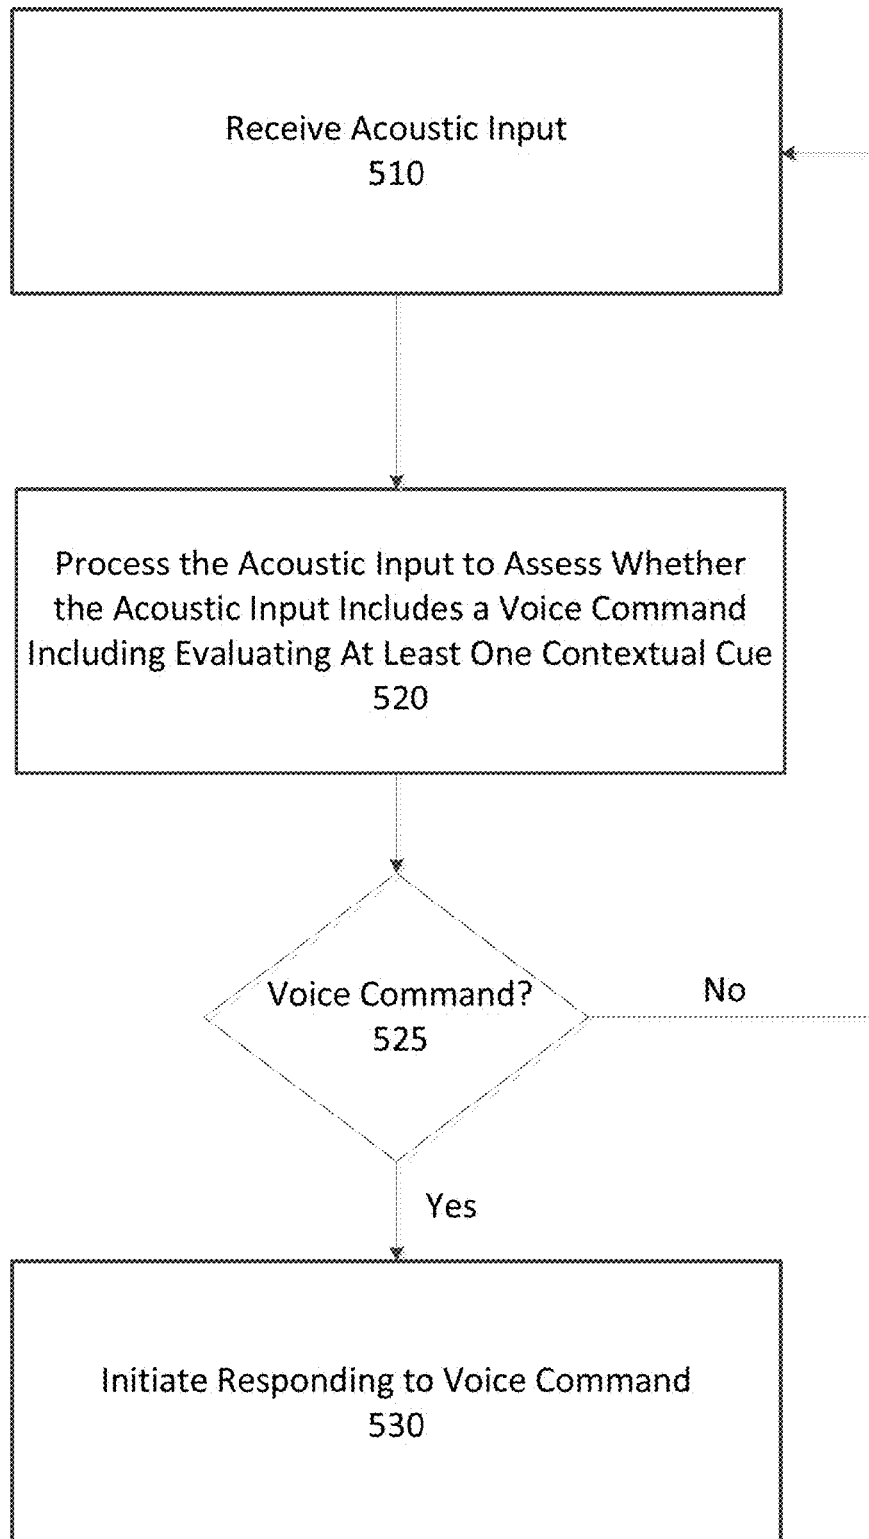 Receive Acoustic Input
510
Process the Acoustic Input to Assess Whether
the Acoustic Input Includes a Voice Command
Including Evaluating At Least One Contextual Cue
520
Voice Command?
525
No
Yes
Initiate Responding to Voice Command
530